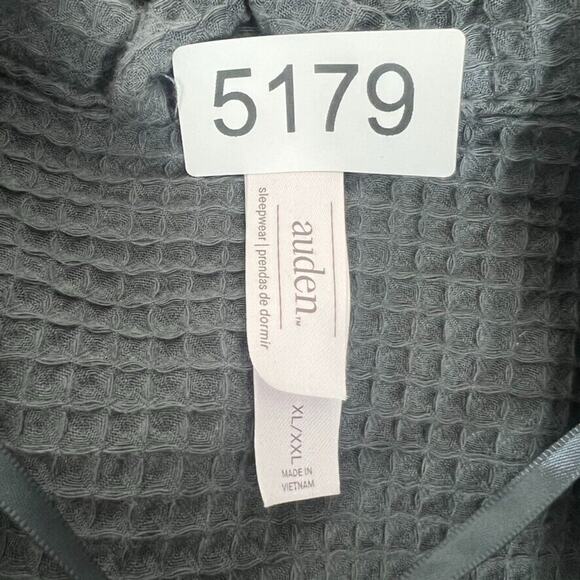 5179
auden™
sleepwear | prendas de dormir
XL/XXL
MADE IN
VIETNAM